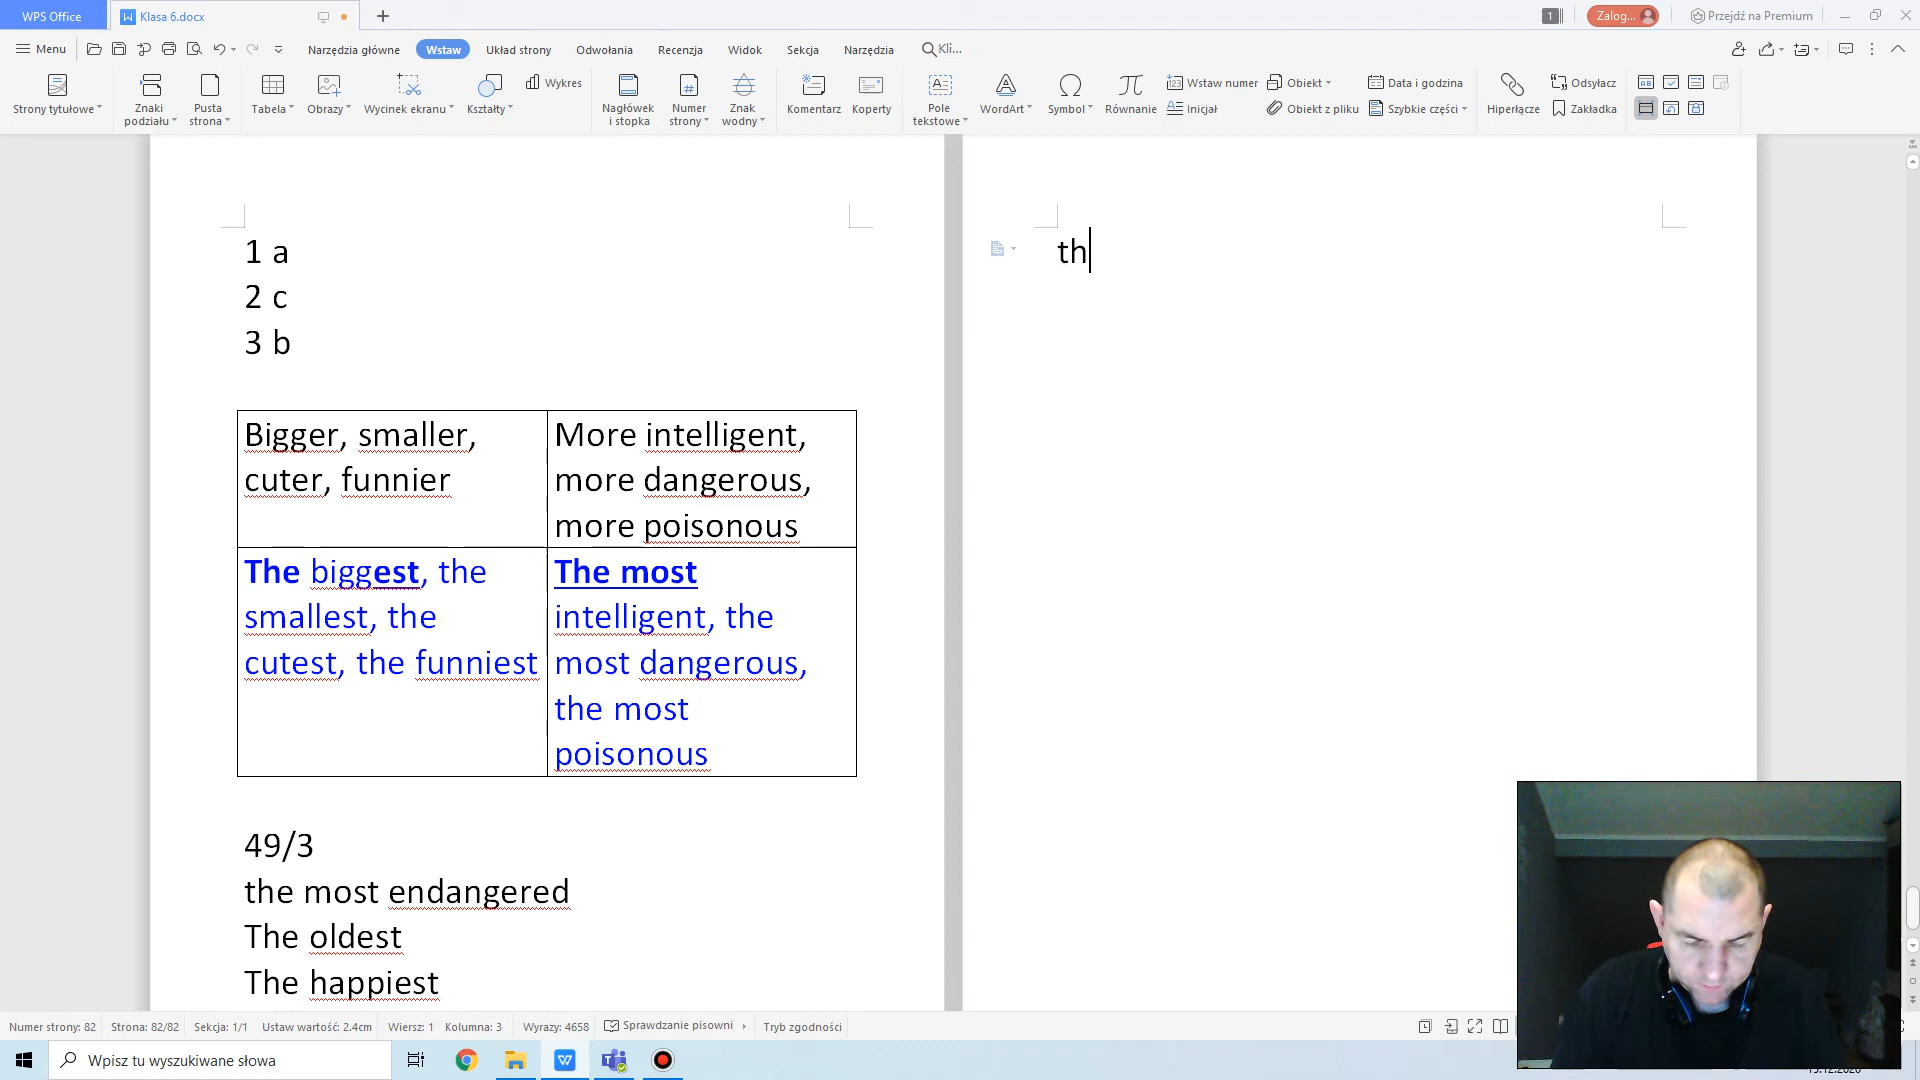 WPS Office
Klasa 6.docx
1
Zalog...
Przejdź na Premium
Menu
Narzędzia główne
Wstaw
Układ strony
Odwołania
Recenzja
Widok
Sekcja
Narzędzia
Kli...
Strony tytułowe
Znaki podziału
Pusta strona
Tabela
Obrazy
Wycinek ekranu
Kształty
Wykres
Nagłówek i stopka
Numer strony
Znak wodny
Komentarz
Koperty
Pole tekstowe
WordArt
Symbol
Równanie
Wstaw numer
Inicjał
Obiekt
Obiekt z pliku
Data i godzina
Szybkie części
Hiperłącze
Odsyłacz
Zakładka
1 a
2 c
3 b
Bigger, smaller,
cuter, funnier
More intelligent,
more dangerous,
more poisonous
The biggest, the
smallest, the
cutest, the funniest
The most
intelligent, the
most dangerous,
the most
poisonous
49/3
the most endangered
The oldest
The happiest
th
Numer strony: 82
Strona: 82/82
Sekcja: 1/1
Ustaw wartość: 2.4cm
Wiersz: 1
Kolumna: 3
Wyrazy: 4658
Sprawdzanie pisowni
Tryb zgodności
Wpisz tu wyszukiwane słowa